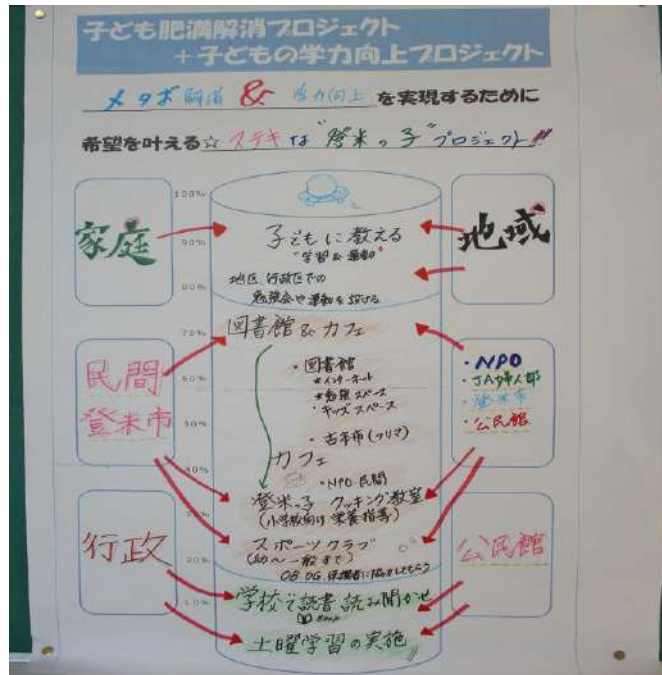 子ども肥満解消プロジェクト
＋子どもの学力向上プロジェクト
メタボ解消 & 学力向上 を実現するために
希望を叶える☆ステキな"登米っ子"プロジェクト!!
家庭
地域
100%
90%
80%
70%
60%
50%
40%
30%
20%
10%
子どもに教える
"学習&運動"
地区、行政区での
勉強会や運動を設ける
図書館&カフェ
・図書館
★インターネット
★勉強スペース
・キッズスペース
・古本市(フリマ)
カフェ
・NPO・民間
登米っ子 クッキング教室
(小学校向け 栄養指導)
スポーツクラブ
(幼〜一般まで)
OB.OG.保護者に協力してもらう
学校で読書 読み聞かせ
土曜学習の実施
民間
登米市
・NPO
・JA婦人部
・登米市
・公民館
行政
公民館